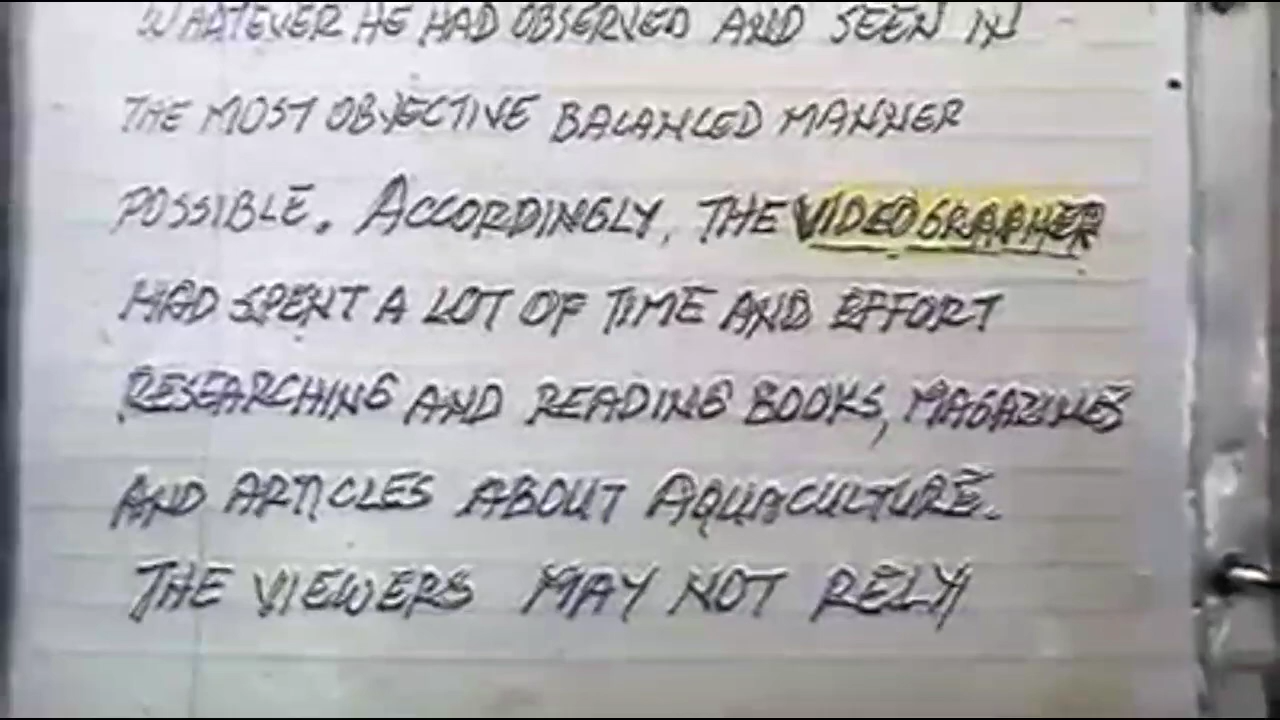 WHATEVER HE HAD OBSERVED AND SEEN IN
THE MOST OBJECTIVE BALANCED MANNER
POSSIBLE. ACCORDINGLY, THE VIDEOGRAPHER
HAD SPENT A LOT OF TIME AND EFFORT
RESEARCHING AND READING BOOKS, MAGAZINES
AND ARTICLES ABOUT AQUACULTURE.
THE VIEWERS MAY NOT RELY